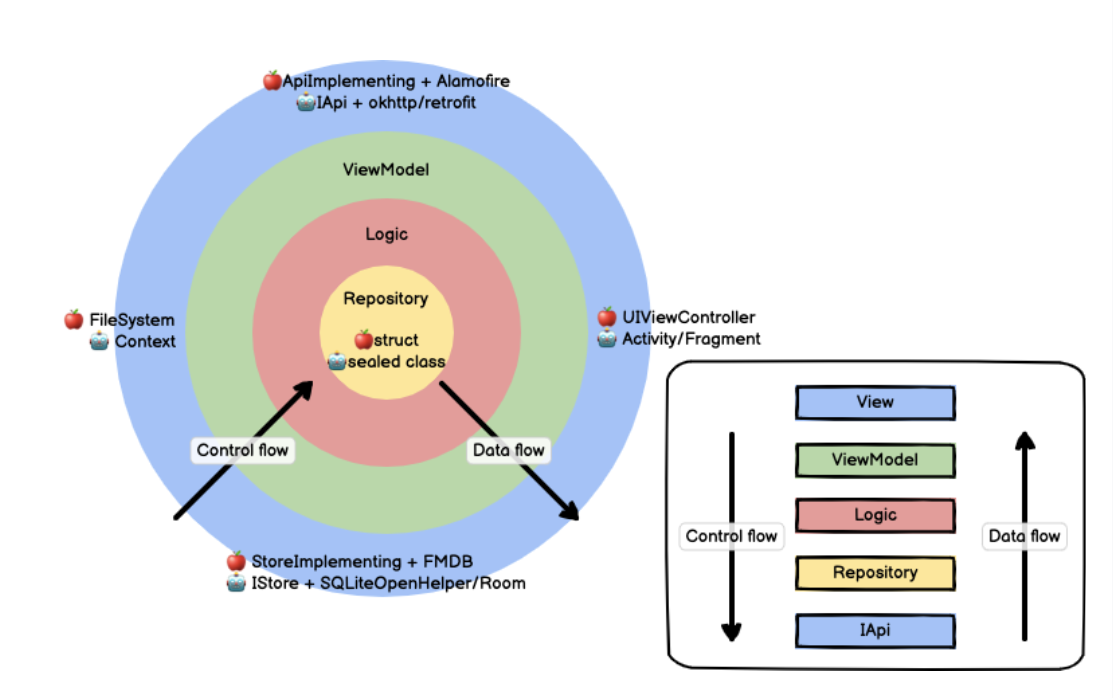 🍎ApiImplementing + Alamofire
🤖IApi + okhttp/retrofit
ViewModel
Logic
Repository
🍎struct
🤖sealed class
🍎 FileSystem
🤖 Context
🍎 UIViewController
🤖 Activity/Fragment
Control flow
Data flow
🍎 StoreImplementing + FMDB
🤖 IStore + SQLiteOpenHelper/Room
View
ViewModel
Logic
Control flow
Data flow
Repository
IApi